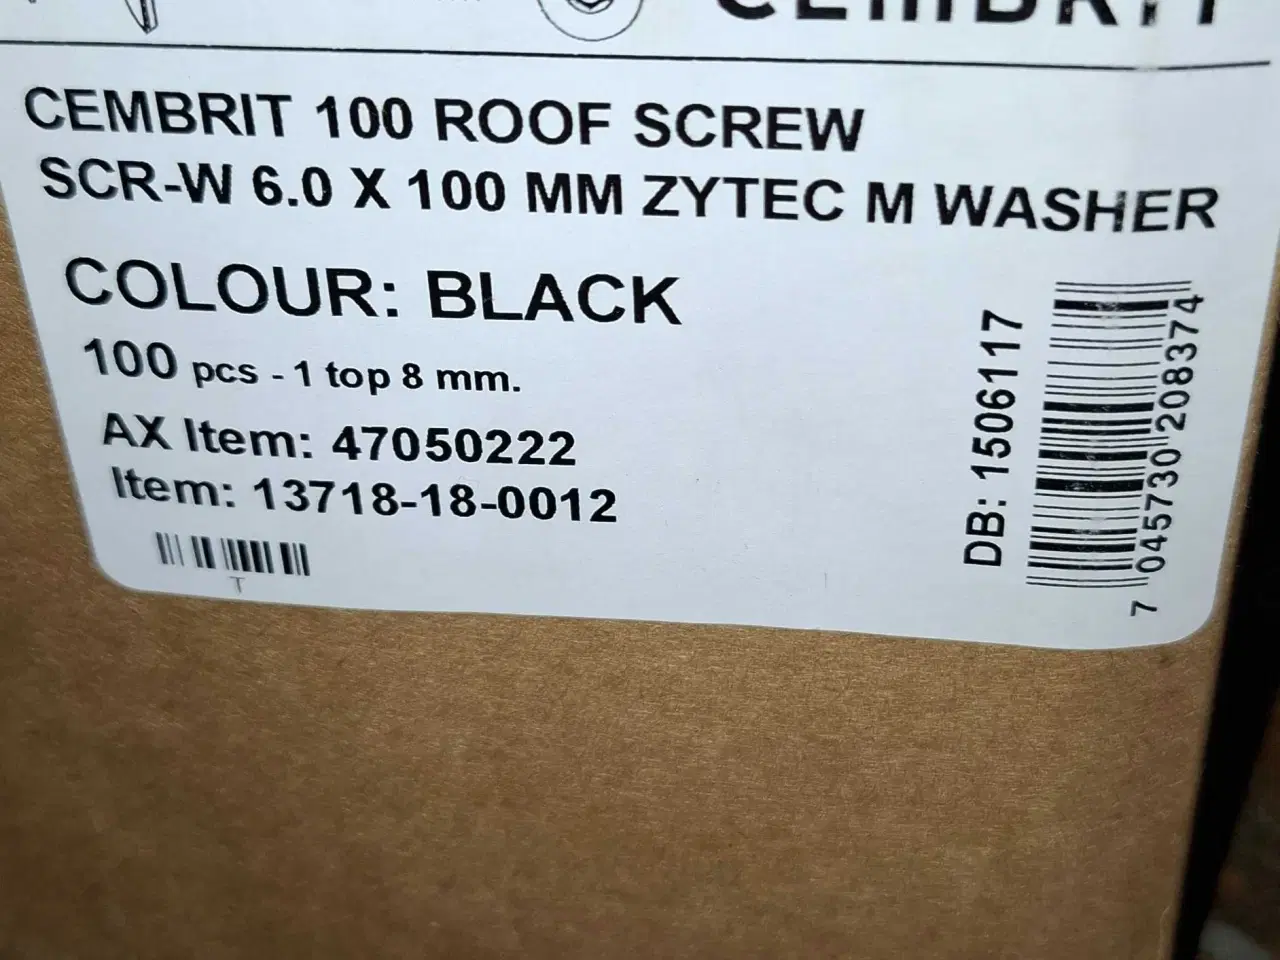 CEMBRIT
CEMBRIT 100 ROOF SCREW
SCR-W 6.0 X 100 MM ZYTEC M WASHER
COLOUR: BLACK
100 pcs - 1 top 8 mm.
AX Item: 47050222
Item: 13718-18-0012
T
DB: 1506117
7 045730 208374